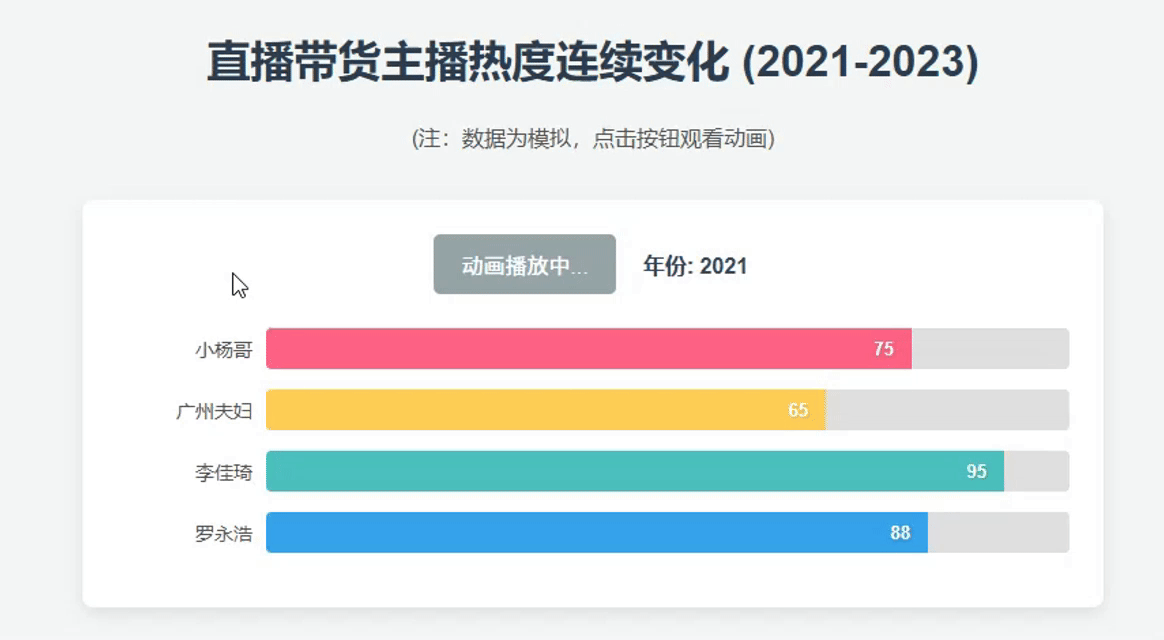 直播带货主播热度连续变化 (2021-2023)
(注：数据为模拟，点击按钮观看动画)
动画播放中... 年份: 2021
小杨哥 75
广州夫妇 65
李佳琦 95
罗永浩 88